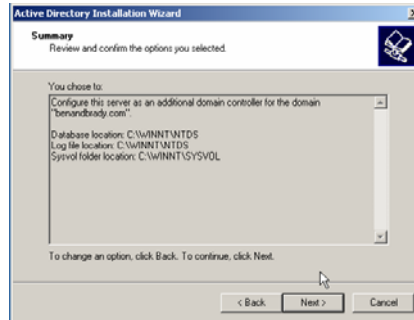 Active Directory Installation Wizard
Summary
Review and confirm the options you selected.
You chose to:
Configure this server as an additional domain controller for the domain
"benandbrady.com".
Database location: C:\WINNT\NTDS
Log file location: C:\WINNT\NTDS
Sysvol folder location: C:\WINNT\SYSVOL
To change an option, click Back. To continue, click Next.
< Back Next > Cancel